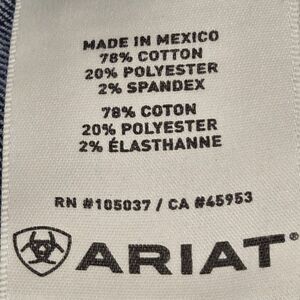 MADE IN MEXICO
78% COTTON
20% POLYESTER
2% SPANDEX
78% COTON
20% POLYESTER
2% ÉLASTHANNE
RN #105037 / CA #45953
ARIAT®